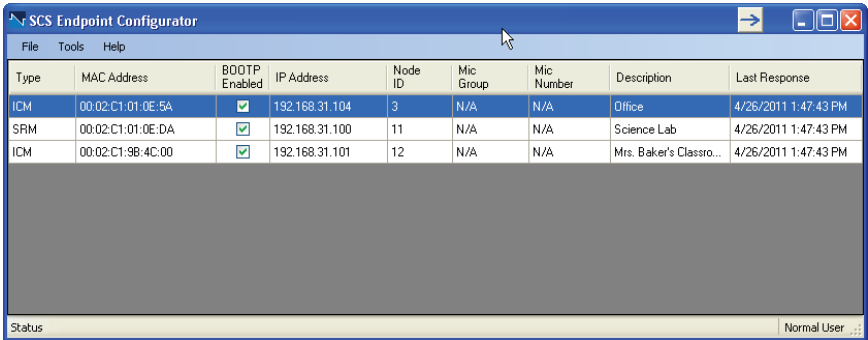 SCS Endpoint Configurator
File Tools Help
Type MAC Address BOOTP Enabled IP Address Node ID Mic Group Mic Number Description Last Response
ICM 00:02:C1:01:0E:5A 192.168.31.104 3 N/A N/A Office 4/26/2011 1:47:43 PM
SRM 00:02:C1:01:0E:DA 192.168.31.100 11 N/A N/A Science Lab 4/26/2011 1:47:43 PM
ICM 00:02:C1:9B:4C:00 192.168.31.101 12 N/A N/A Mrs. Baker's Classro... 4/26/2011 1:47:43 PM
Status Normal User